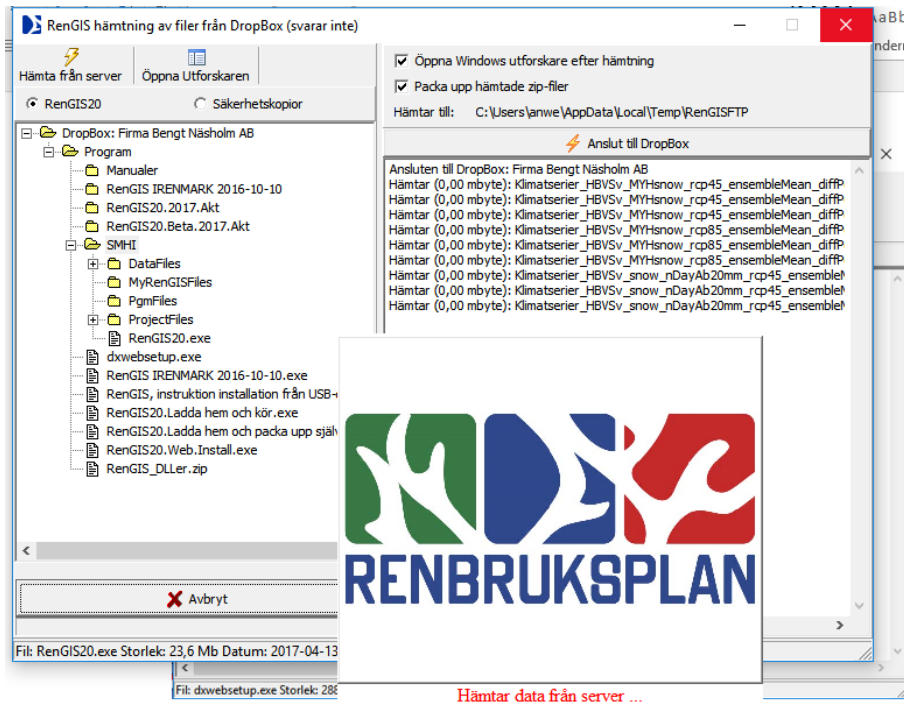 RenGIS hämtning av filer från DropBox (svarar inte)
Hämta från server
Öppna Utforskaren
RenGIS20
Säkerhetskopior
DropBox: Firma Bengt Näsholm AB
Program
Manualer
RenGIS IRENMARK 2016-10-10
RenGIS20.2017.Akt
RenGIS20.Beta.2017.Akt
SMHI
DataFiles
MyRenGISFiles
PgmFiles
ProjectFiles
RenGIS20.exe
dxwebsetup.exe
RenGIS IRENMARK 2016-10-10.exe
RenGIS, instruktion installation från USB-
RenGIS20.Ladda hem och kör.exe
RenGIS20.Ladda hem och packa upp själv
RenGIS20.Web.Install.exe
RenGIS_DLLer.zip
Avbryt
Fil: RenGIS20.exe Storlek: 23,6 Mb Datum: 2017-04-13
Öppna Windows utforskare efter hämtning
Packa upp hämtade zip-filer
Hämtar till: C:\Users\anwe\AppData\Local\Temp\RenGISFTP
Anslut till DropBox
Ansluten till DropBox: Firma Bengt Näsholm AB
Hämtar (0,00 mbyte): Klimatserier_HBVSv_MYHsnow_rcp45_ensembleMean_diffP
Hämtar (0,00 mbyte): Klimatserier_HBVSv_MYHsnow_rcp45_ensembleMean_diffP
Hämtar (0,00 mbyte): Klimatserier_HBVSv_MYHsnow_rcp45_ensembleMean_diffP
Hämtar (0,00 mbyte): Klimatserier_HBVSv_MYHsnow_rcp85_ensembleMean_diffP
Hämtar (0,00 mbyte): Klimatserier_HBVSv_MYHsnow_rcp85_ensembleMean_diffP
Hämtar (0,00 mbyte): Klimatserier_HBVSv_MYHsnow_rcp85_ensembleMean_diffP
Hämtar (0,00 mbyte): Klimatserier_HBVSv_snow_nDayAb20mm_rcp45_ensembleM
Hämtar (0,00 mbyte): Klimatserier_HBVSv_snow_nDayAb20mm_rcp45_ensembleM
Hämtar (0,00 mbyte): Klimatserier_HBVSv_snow_nDayAb20mm_rcp45_ensembleM
RENBRUKSPLAN
Hämtar data från server ...
Fil: dxwebsetup.exe Storlek: 288
AaBb
ndern